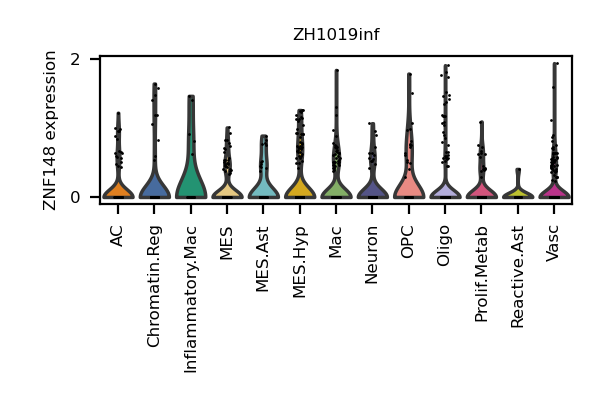 ZH1019inf
ZNF148 expression
2
0
AC
Chromatin.Reg
Inflammatory.Mac
MES
MES.Ast
MES.Hyp
Mac
Neuron
OPC
Oligo
Prolif.Metab
Reactive.Ast
Vasc